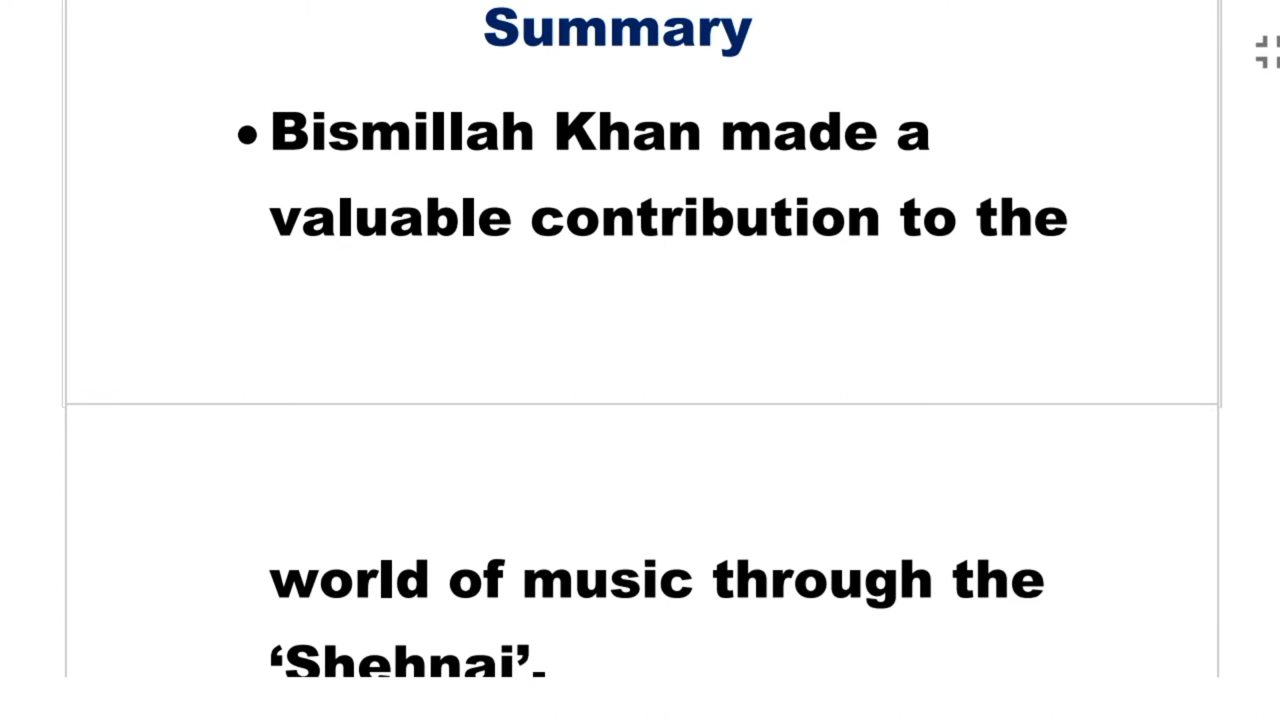 Summary
• Bismillah Khan made a
valuable contribution to the
world of music through the
‘Shehnai’.